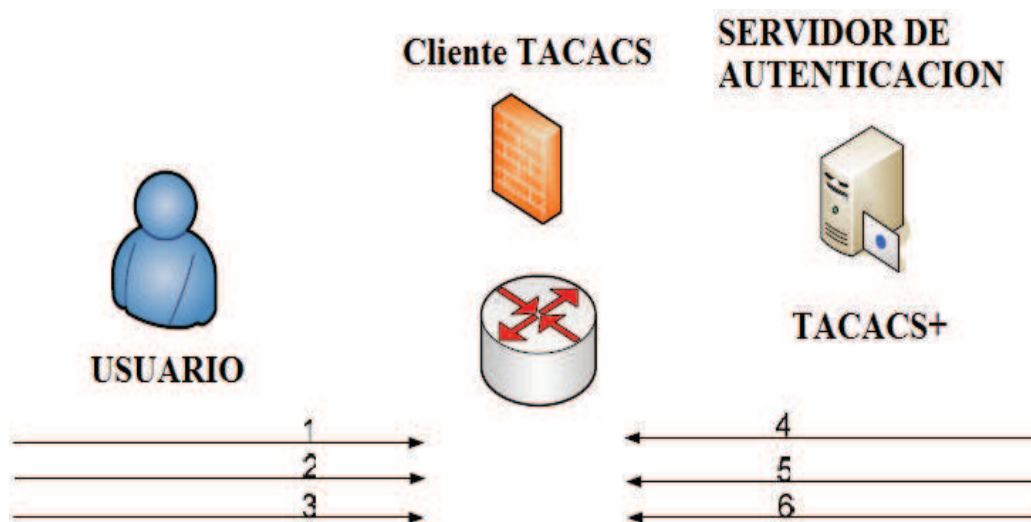 Cliente TACACS
SERVIDOR DE
AUTENTICACION
USUARIO
TACACS+
1
2
3
4
5
6